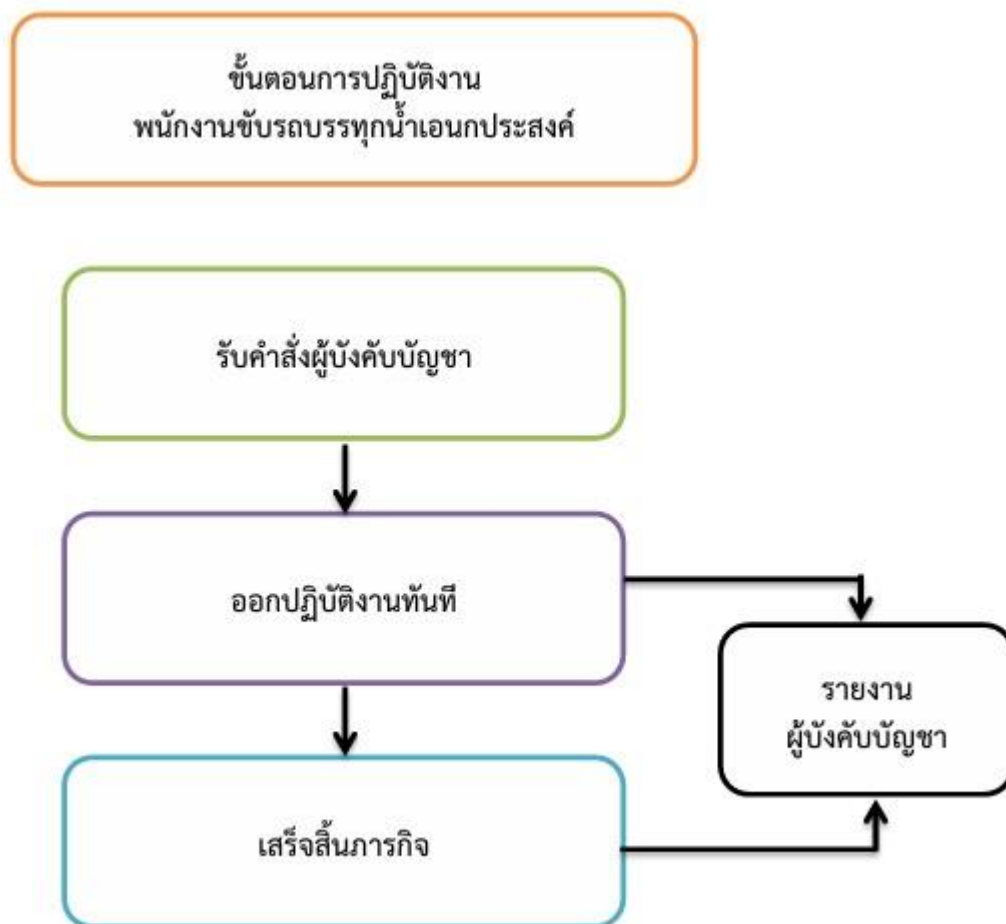 ขั้นตอนการปฏิบัติงาน
พนักงานขับรถบรรทุกน้ำเอนกประสงค์
รับคำสั่งผู้บังคับบัญชา
ออกปฏิบัติงานทันที
รายงาน
ผู้บังคับบัญชา
เสร็จสิ้นภารกิจ